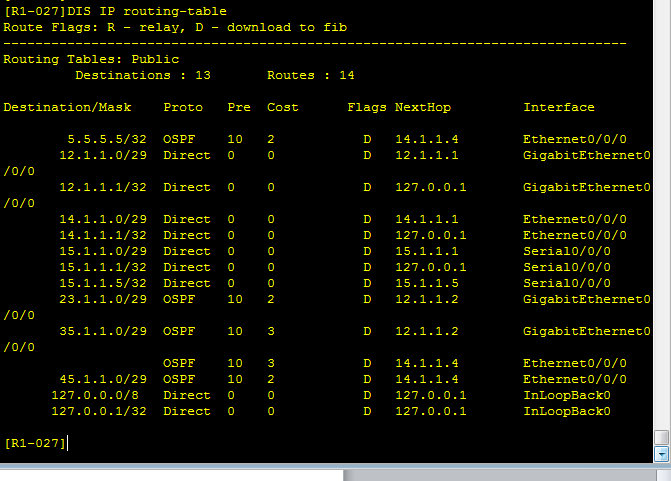 [R1-027]DIS IP routing-table
Route Flags: R - relay, D - download to fib
------------------------------------------------------------------------------
Routing Tables: Public
         Destinations : 13       Routes : 14
Destination/Mask    Proto   Pre  Cost      Flags NextHop         Interface
        5.5.5.5/32  OSPF    10   2           D   14.1.1.4        Ethernet0/0/0
       12.1.1.0/29  Direct  0    0           D   12.1.1.1        GigabitEthernet0
/0/0
       12.1.1.1/32  Direct  0    0           D   127.0.0.1       GigabitEthernet0
/0/0
       14.1.1.0/29  Direct  0    0           D   14.1.1.1        Ethernet0/0/0
       14.1.1.1/32  Direct  0    0           D   127.0.0.1       Ethernet0/0/0
       15.1.1.0/29  Direct  0    0           D   15.1.1.1        Serial0/0/0
       15.1.1.1/32  Direct  0    0           D   127.0.0.1       Serial0/0/0
       15.1.1.5/32  Direct  0    0           D   15.1.1.5        Serial0/0/0
       23.1.1.0/29  OSPF    10   2           D   12.1.1.2        GigabitEthernet0
/0/0
       35.1.1.0/29  OSPF    10   3           D   12.1.1.2        GigabitEthernet0
/0/0
                    OSPF    10   3           D   14.1.1.4        Ethernet0/0/0
       45.1.1.0/29  OSPF    10   2           D   14.1.1.4        Ethernet0/0/0
      127.0.0.0/8   Direct  0    0           D   127.0.0.1       InLoopBack0
      127.0.0.1/32  Direct  0    0           D   127.0.0.1       InLoopBack0
[R1-027]